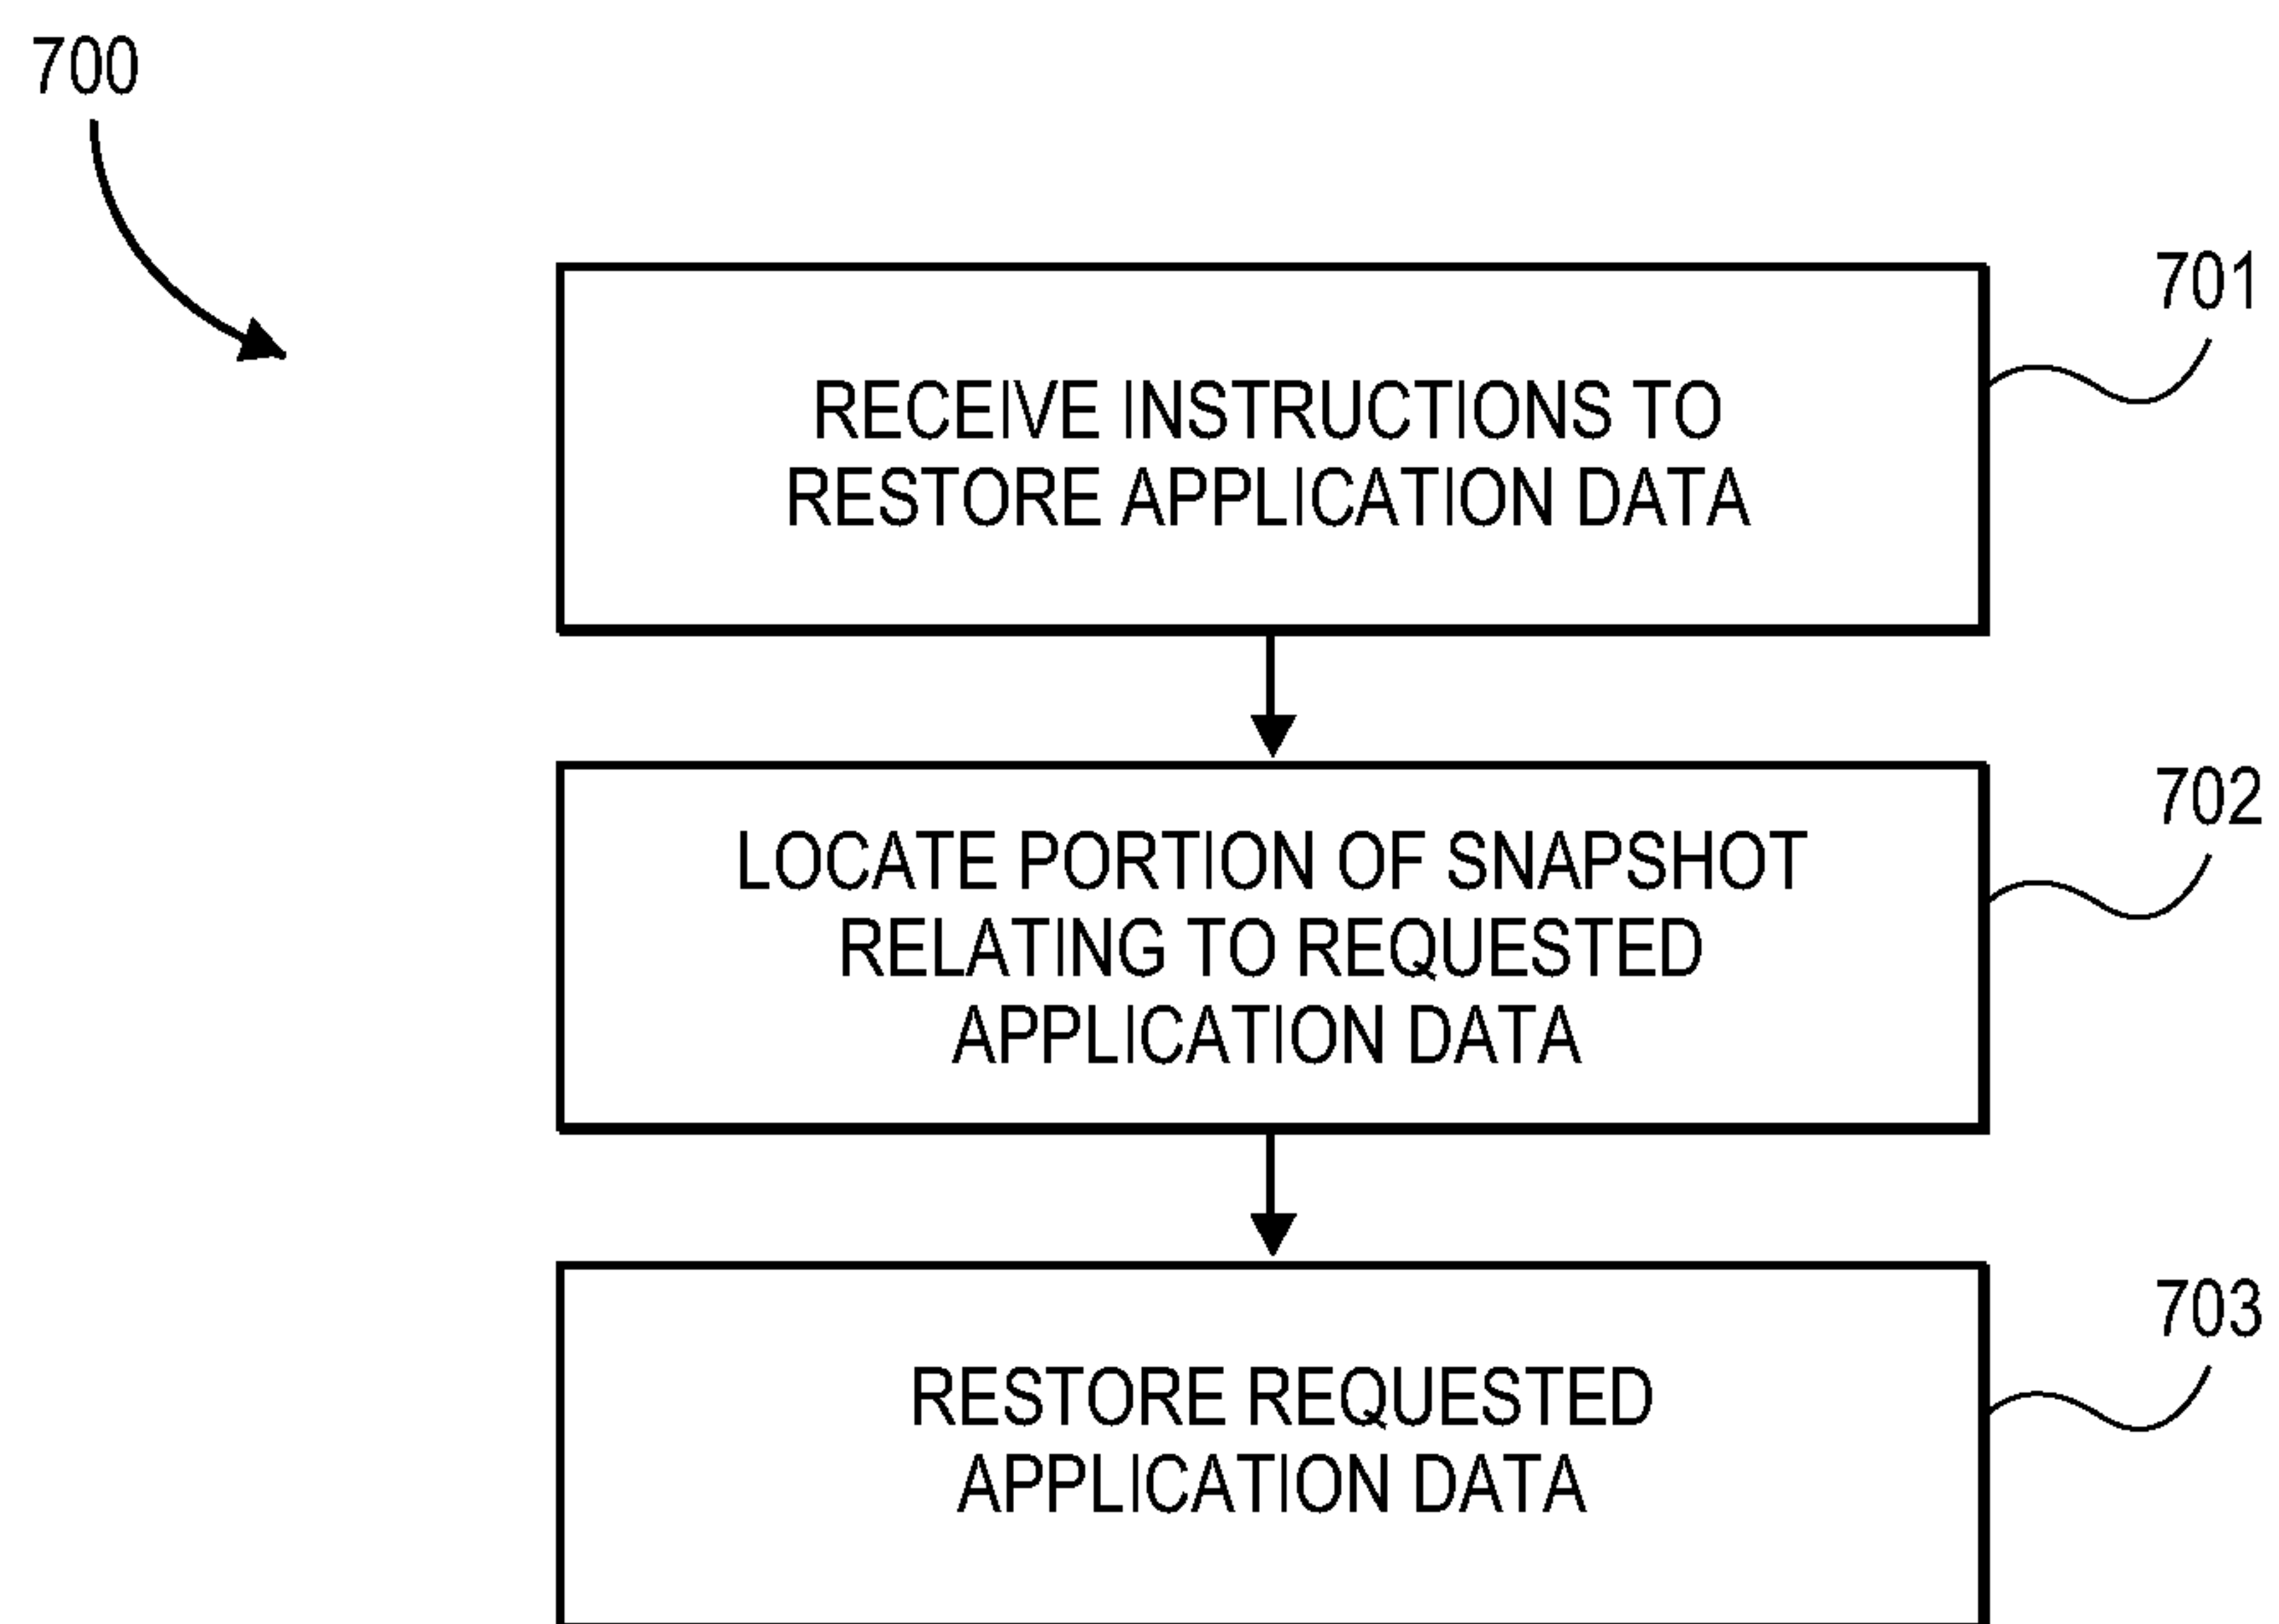 700
701
RECEIVE INSTRUCTIONS TO
RESTORE APPLICATION DATA
702
LOCATE PORTION OF SNAPSHOT
RELATING TO REQUESTED
APPLICATION DATA
703
RESTORE REQUESTED
APPLICATION DATA